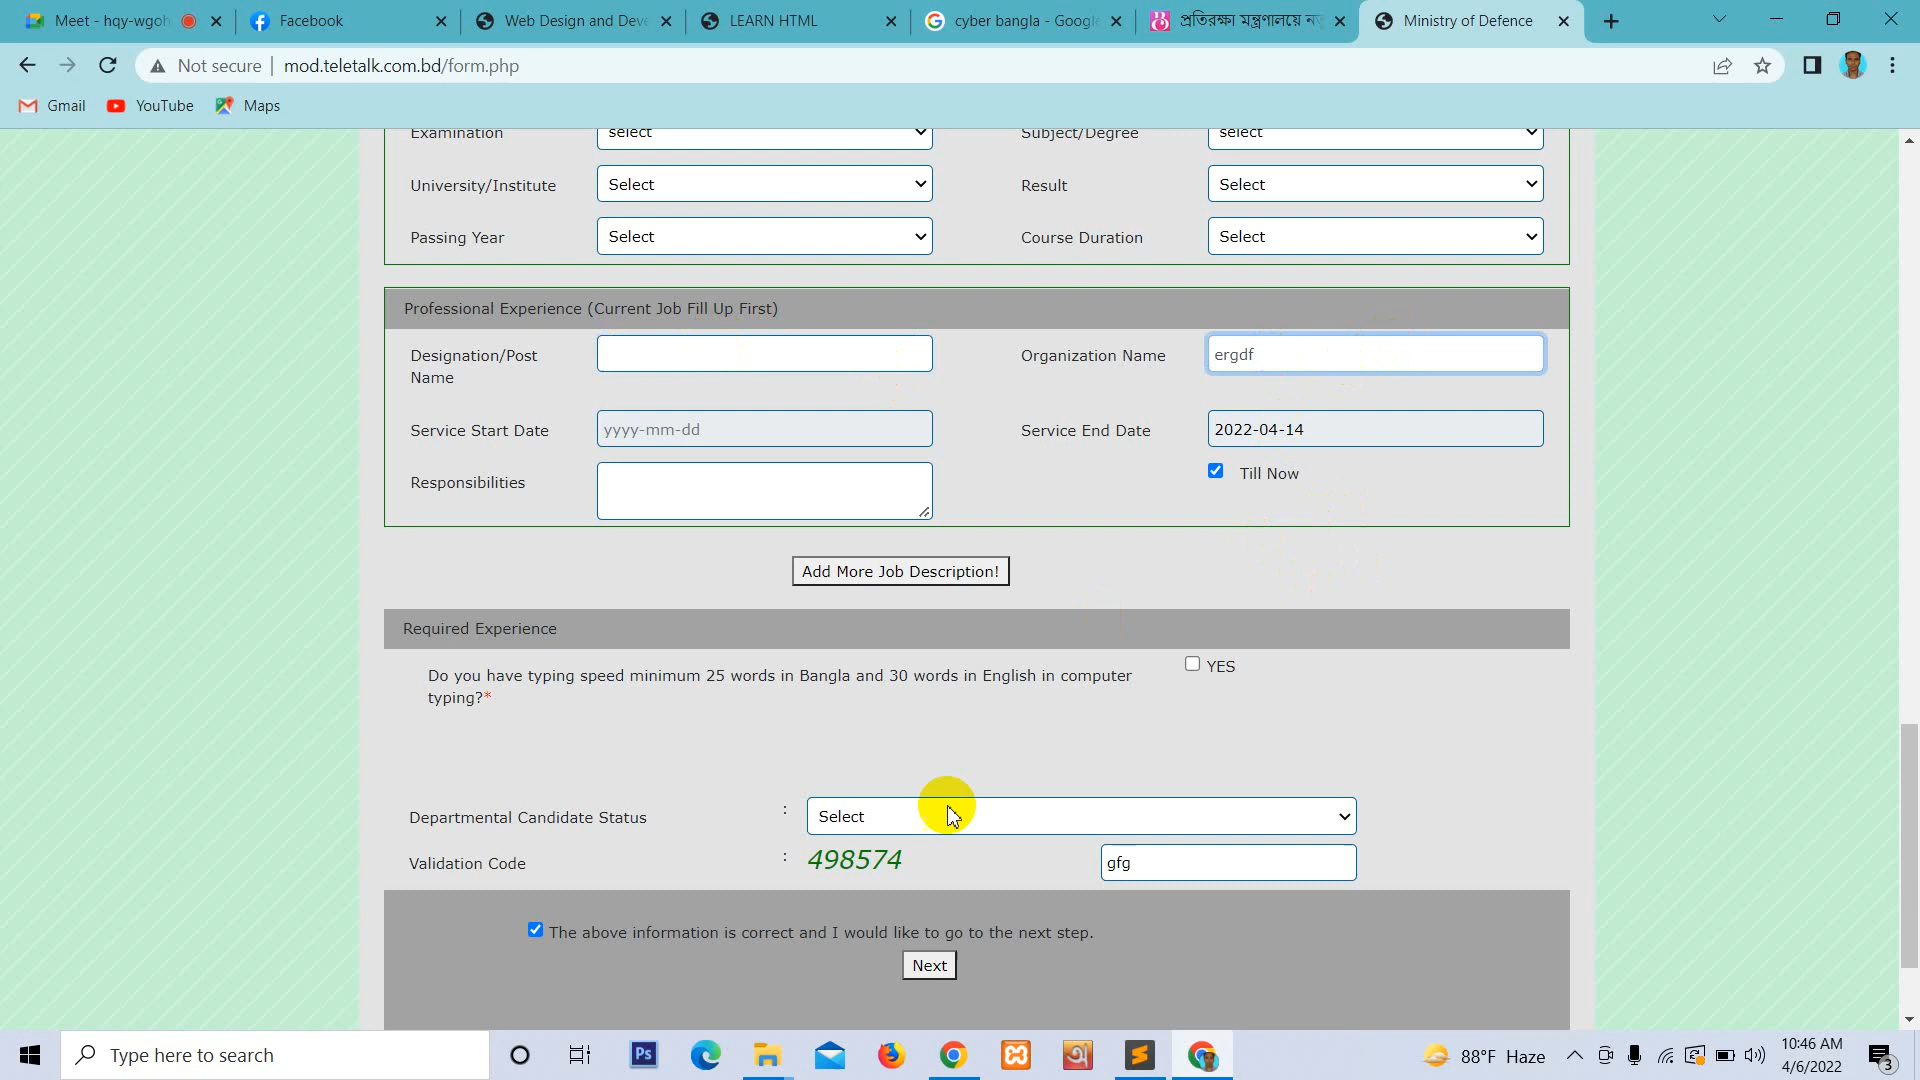 Meet - hqy-wgoh
Facebook
Web Design and Deve
LEARN HTML
cyber bangla - Google
প্রতিরক্ষা মন্ত্রণালয়ে নতু
Ministry of Defence
Not secure
mod.teletalk.com.bd/form.php
Gmail
YouTube
Maps
Examination
select
Subject/Degree
select
University/Institute
Select
Result
Select
Passing Year
Select
Course Duration
Select
Professional Experience (Current Job Fill Up First)
Designation/Post
Name
Organization Name
ergdf
Service Start Date
yyyy-mm-dd
Service End Date
2022-04-14
Responsibilities
Till Now
Add More Job Description!
Required Experience
Do you have typing speed minimum 25 words in Bangla and 30 words in English in computer
typing?*
YES
Departmental Candidate Status
:
Select
Validation Code
:
498574
gfg
The above information is correct and I would like to go to the next step.
Next
Type here to search
Ps
88°F Haze
10:46 AM
4/6/2022
3